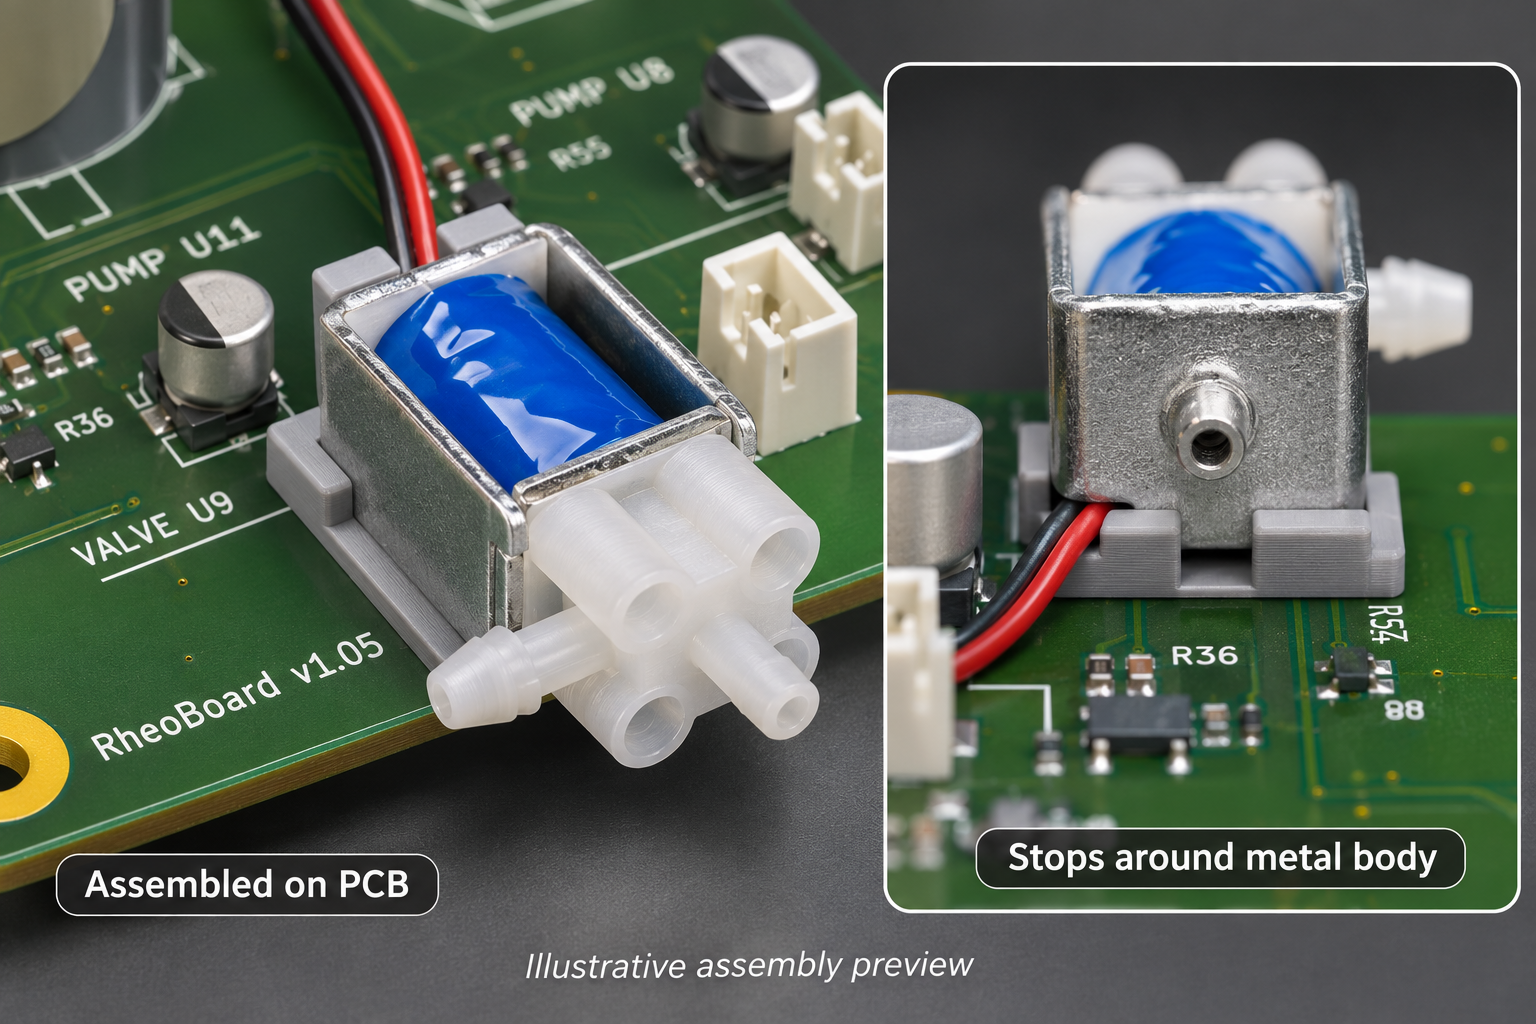 PUMP U8
R55
PUMP U11
R36
VALVE U9
RheoBoard v1.05
Assembled on PCB
R36
88
Stops around metal body
Illustrative assembly preview